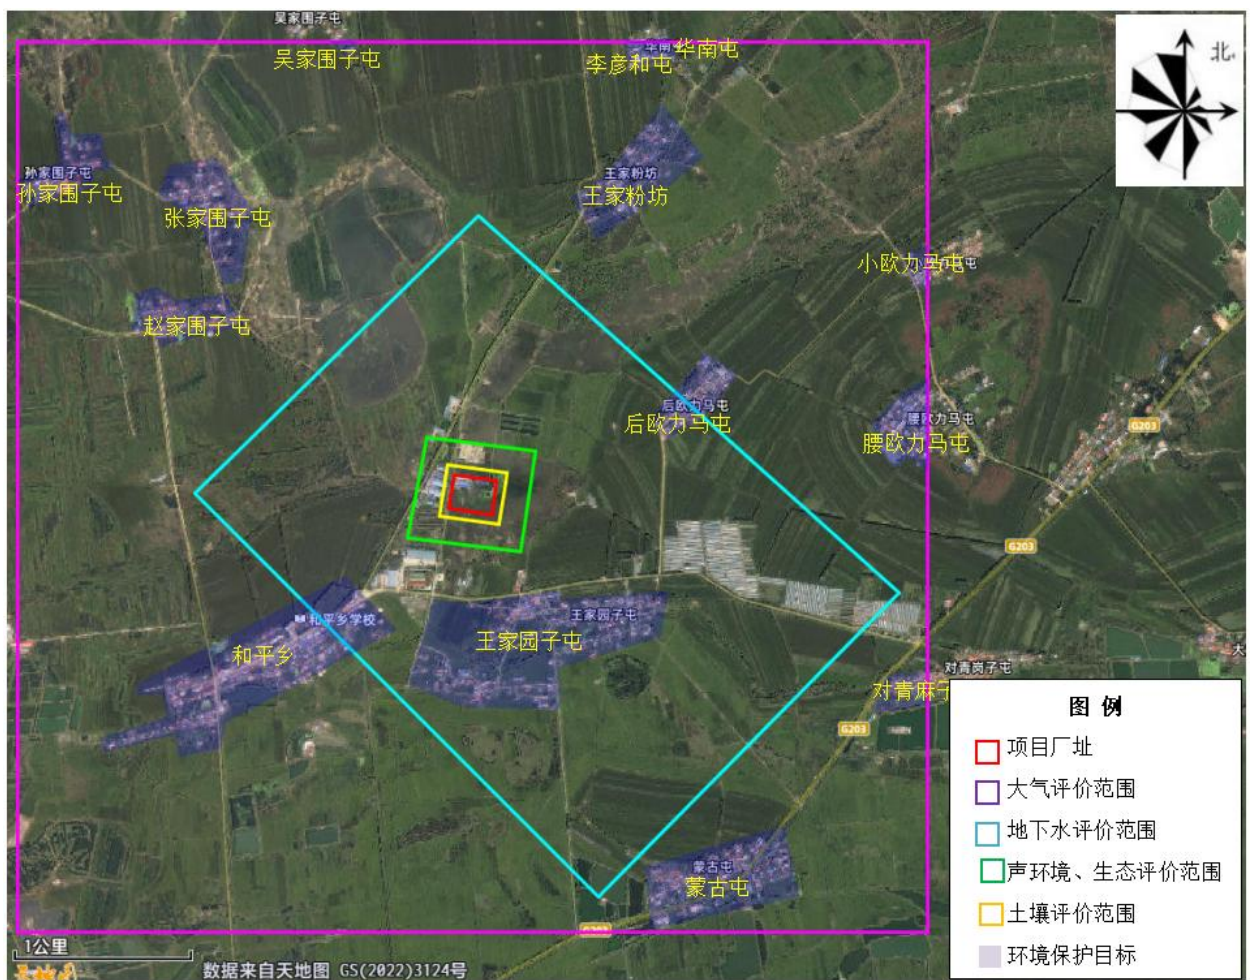 吴家围子屯
吴家围子屯
华南
华南屯
李彦和屯
北
孙家围子屯
孙家围子屯
张家围子屯
王家粉坊
王家粉坊
小欧力马屯
赵家围子屯
后欧力马屯
后欧力马屯
腰欧力马屯
腰欧力马屯
G203
G203
和平乡学校
和平乡
王家园子屯
王家园子屯
对青岗子屯
对青麻子
大
G203
蒙古屯
蒙古屯
G203
图 例
项目厂址
大气评价范围
地下水评价范围
声环境、生态评价范围
土壤评价范围
环境保护目标
1公里
数据来自天地图 GS(2022)3124号